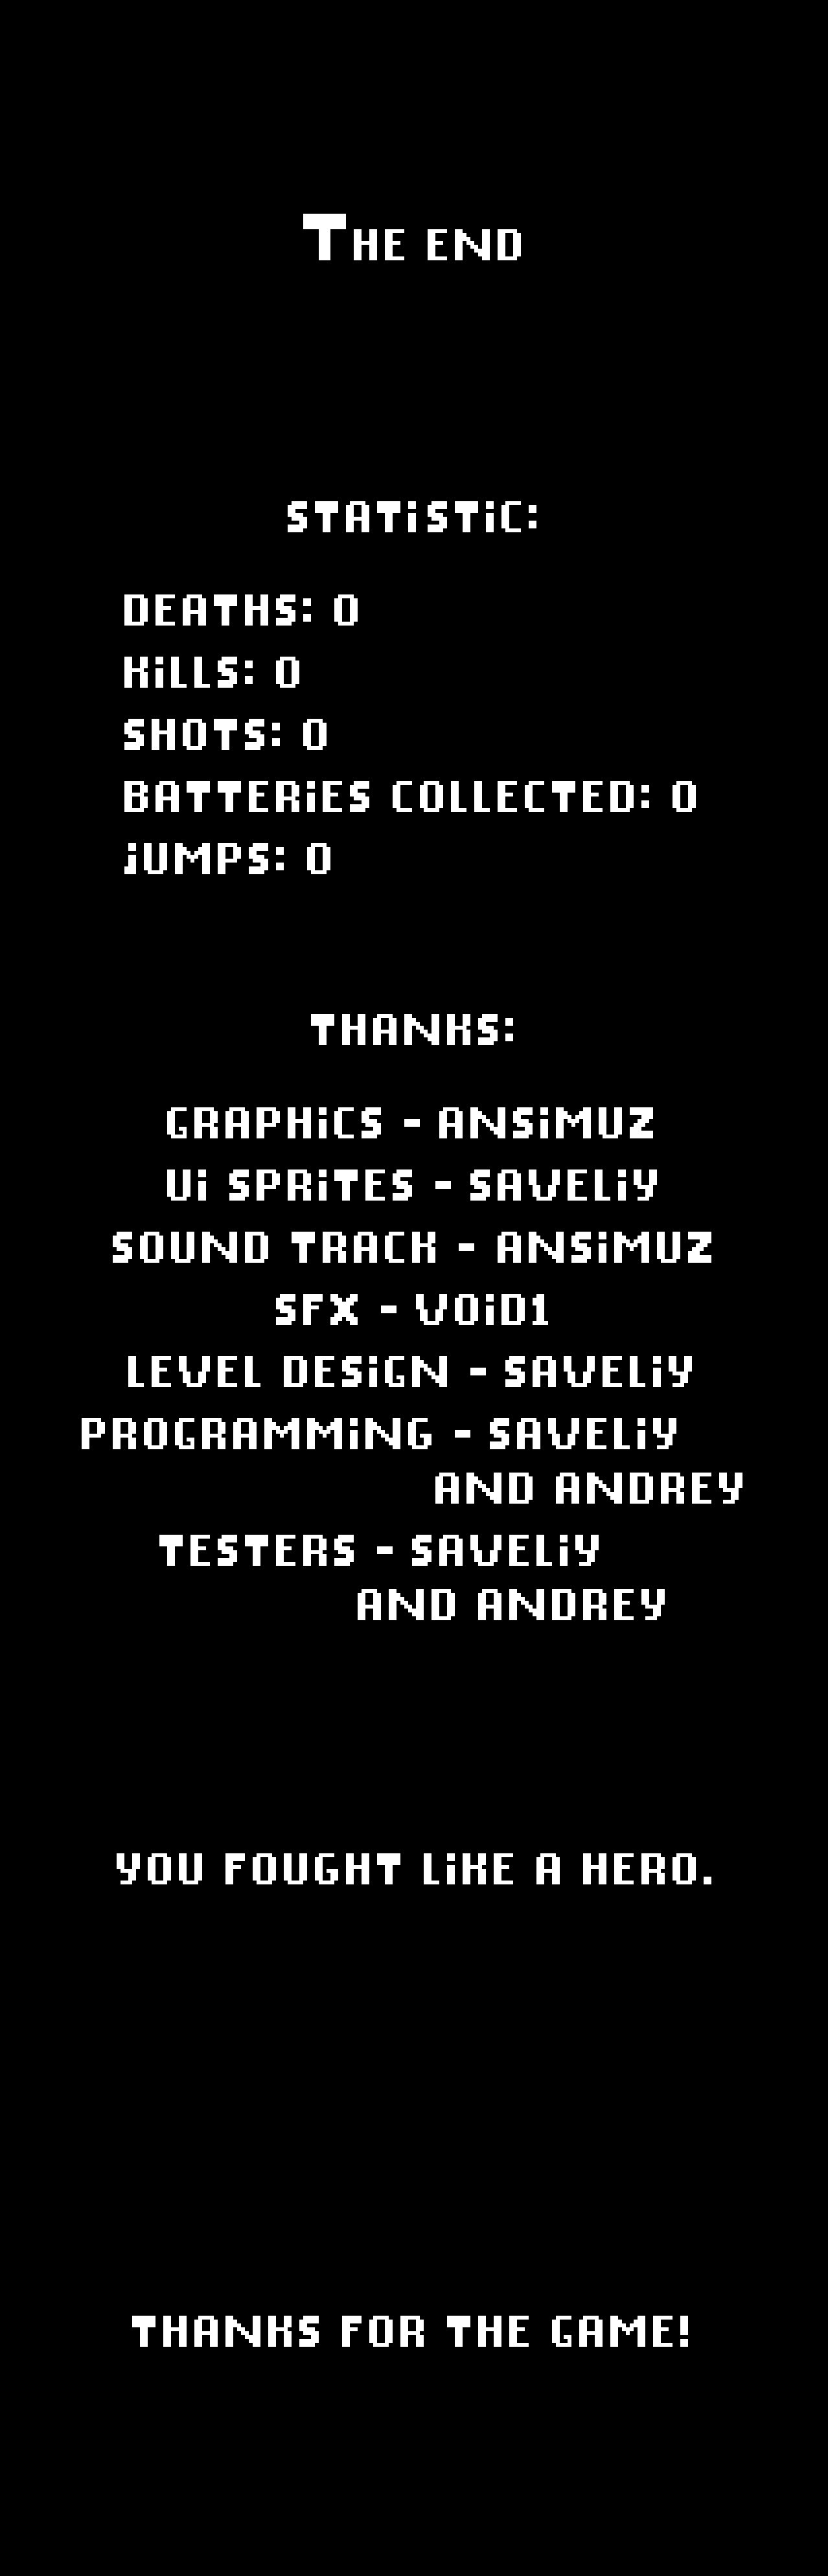 THE END
STATiSTiC:
DEATHS: 0
KiLLS: 0
SHOTS: 0
BATTERiES COLLECTED: 0
jUMPS: 0
THANKS:
GRAPHiCS - ANSiMUZ
Ui SPRiTES - SAVELiY
SOUND TRACK - ANSiMUZ
SFX - VOiD1
LEVEL DESiGN - SAVELiY
PROGRAMMiNG - SAVELiY
AND ANDREY
TESTERS - SAVELiY
AND ANDREY
YOU FOUGHT LiKE A HERO.
THANKS FOR THE GAME!